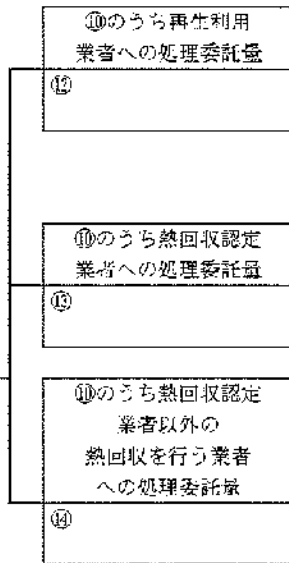 ⑩のうち再生利用
業者への処理委託量
⑫
⑩のうち熱回収認定
業者への処理委託量
⑬
⑩のうち熱回収認定
業者以外の
熱回収を行う業者
への処理委託量
⑭